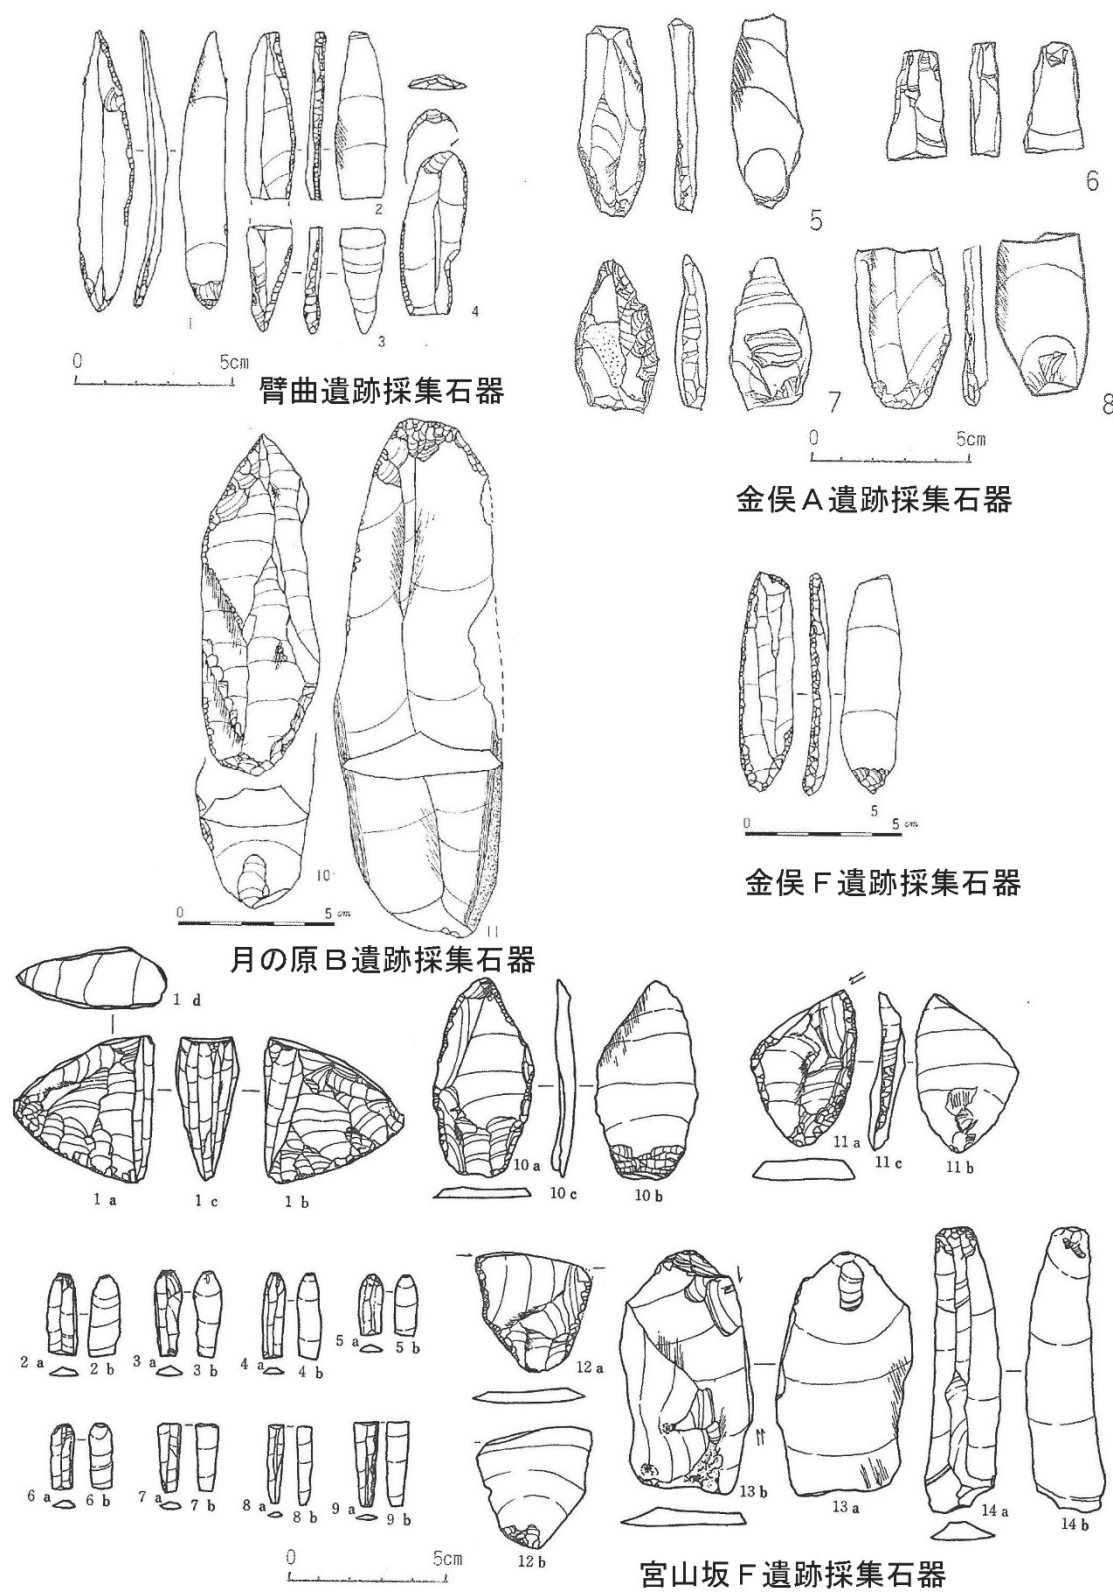 1
2
3
4
0 5cm
臂曲遺跡採集石器
5
6
7
8
0 5cm
金俣A遺跡採集石器
10
11
0 5 cm
月の原B遺跡採集石器
5
0 5 cm
金俣F遺跡採集石器
1 d
1 a 1 c 1 b
10 a 10 c 10 b
11 a 11 c 11 b
2 a 2 b 3 a 3 b 4 a 4 b 5 a 5 b
6 a 6 b 7 a 7 b 8 a 8 b 9 a 9 b
12 a
12 b
13 b 13 a
14 a 14 b
0 5cm
宮山坂F遺跡採集石器